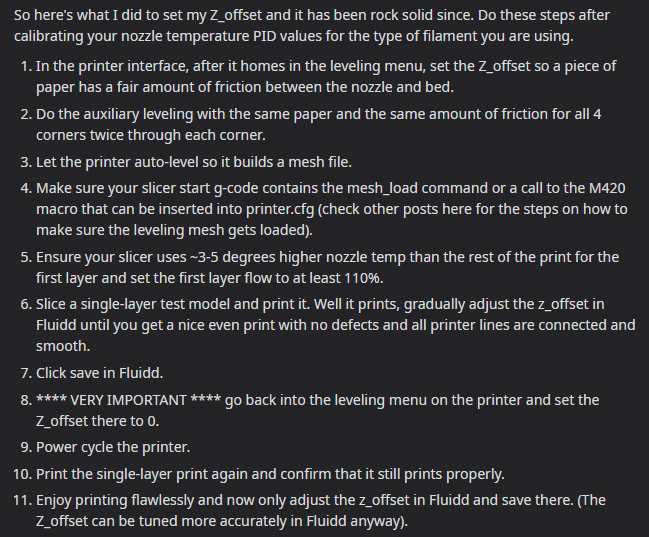 So here's what I did to set my Z_offset and it has been rock solid since. Do these steps after
calibrating your nozzle temperature PID values for the type of filament you are using.
1. In the printer interface, after it homes in the leveling menu, set the Z_offset so a piece of
paper has a fair amount of friction between the nozzle and bed.
2. Do the auxiliary leveling with the same paper and the same amount of friction for all 4
corners twice through each corner.
3. Let the printer auto-level so it builds a mesh file.
4. Make sure your slicer start g-code contains the mesh_load command or a call to the M420
macro that can be inserted into printer.cfg (check other posts here for the steps on how to
make sure the leveling mesh gets loaded).
5. Ensure your slicer uses ~3-5 degrees higher nozzle temp than the rest of the print for the
first layer and set the first layer flow to at least 110%.
6. Slice a single-layer test model and print it. Well it prints, gradually adjust the z_offset in
Fluidd until you get a nice even print with no defects and all printer lines are connected and
smooth.
7. Click save in Fluidd.
8. **** VERY IMPORTANT **** go back into the leveling menu on the printer and set the
Z_offset there to 0.
9. Power cycle the printer.
10. Print the single-layer print again and confirm that it still prints properly.
11. Enjoy printing flawlessly and now only adjust the z_offset in Fluidd and save there. (The
Z_offset can be tuned more accurately in Fluidd anyway).